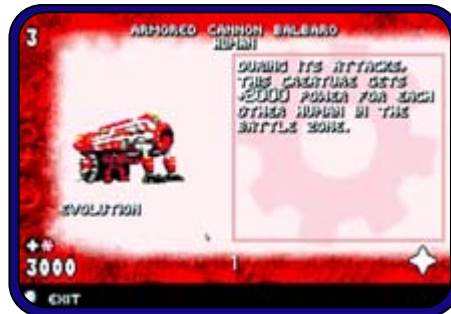 3
ARMORED CANNON BALBARO
HUMAN
DURING ITS ATTACKS,
THIS CREATURE GETS
+2000 POWER FOR EACH
OTHER HUMAN IN THE
BATTLE ZONE.
EVOLUTION
+*
3000
1
EXIT